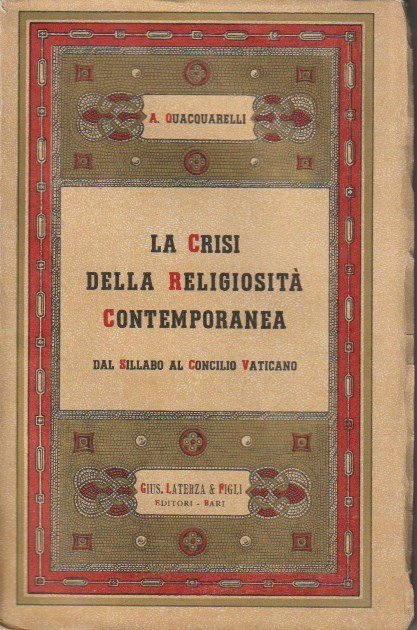 A. QUACQUARELLI
LA CRISI
DELLA RELIGIOSITÀ
CONTEMPORANEA
DAL SILLABO AL CONCILIO VATICANO
GIUS. LATERZA & FIGLI
EDITORI - BARI